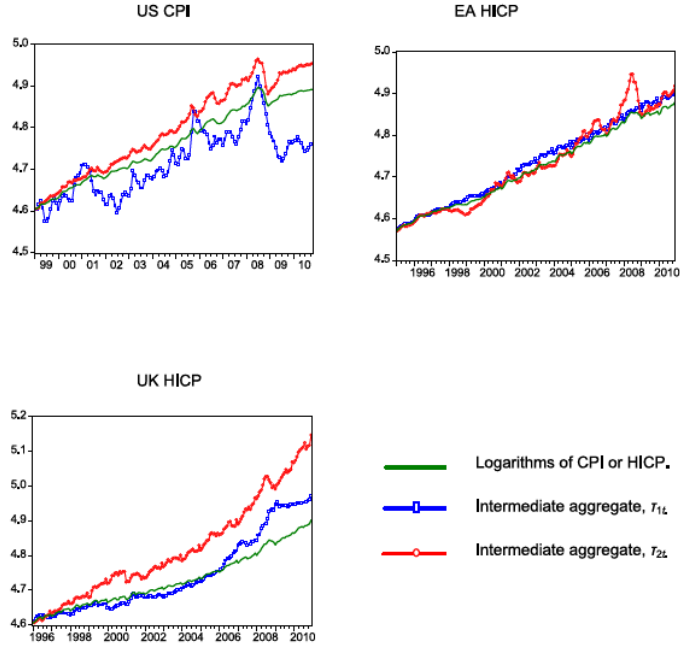 US CPI
5.0
4.9
4.8
4.7
4.6
4.5
99 00 01 02 03 04 05 06 07 08 09 10
EA HICP
5.0
4.9
4.8
4.7
4.6
4.5
1996 1998 2000 2002 2004 2006 2008 2010
UK HICP
5.2
5.1
5.0
4.9
4.8
4.7
4.6
1996 1998 2000 2002 2004 2006 2008 2010
Logarithms of CPI or HICP.
Intermediate aggregate, τ1t.
Intermediate aggregate, τ2t.